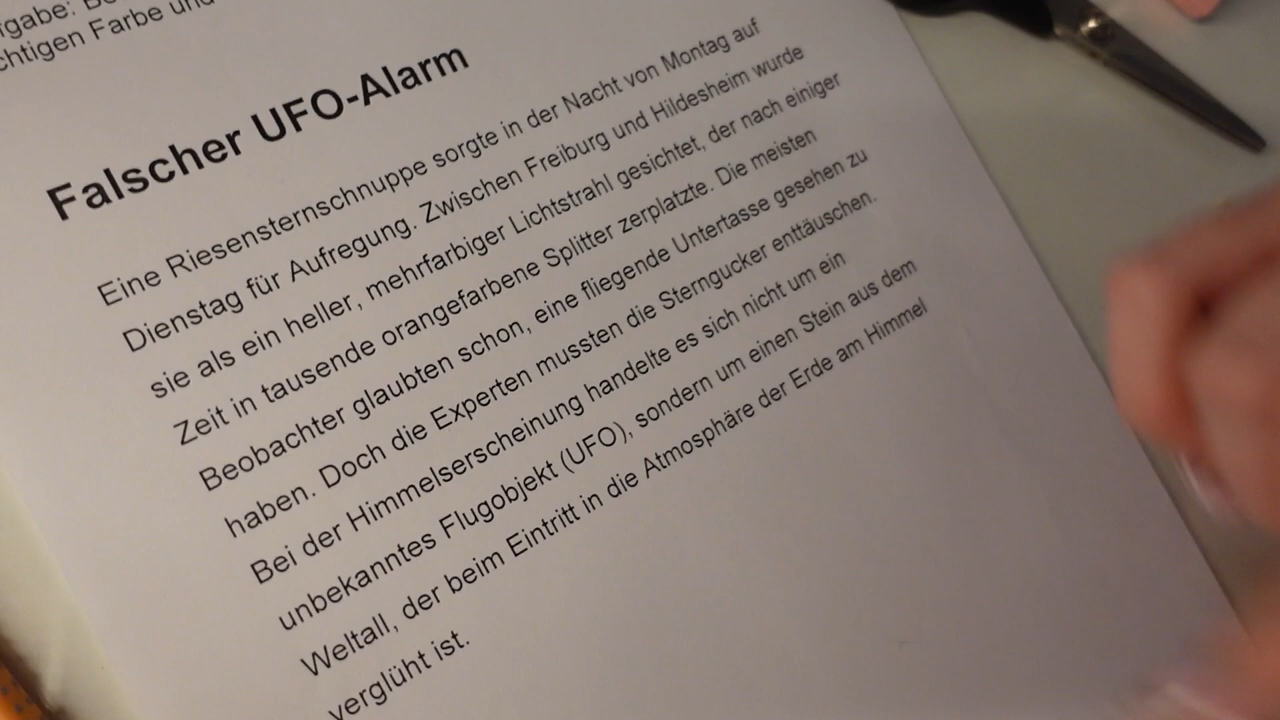 fgabe:
chtigen Farbe und
Falscher UFO-Alarm
Eine Riesensternschnuppe sorgte in der Nacht von Montag auf
Dienstag für Aufregung. Zwischen Freiburg und Hildesheim wurde
sie als ein heller, mehrfarbiger Lichtstrahl gesichtet, der nach einiger
Zeit in tausende orangefarbene Splitter zerplatzte. Die meisten
Beobachter glaubten schon, eine fliegende Untertasse gesehen zu
haben. Doch die Experten mussten die Sterngucker enttäuschen.
Bei der Himmelserscheinung handelte es sich nicht um ein
unbekanntes Flugobjekt (UFO), sondern um einen Stein aus dem
Weltall, der beim Eintritt in die Atmosphäre der Erde am Himmel
verglüht ist.